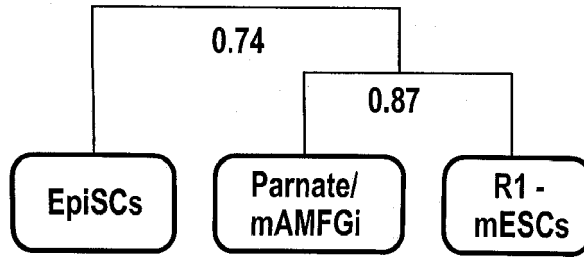 0.74
0.87
EpiSCs
Parnate/
mAMFGi
R1 -
mESCs